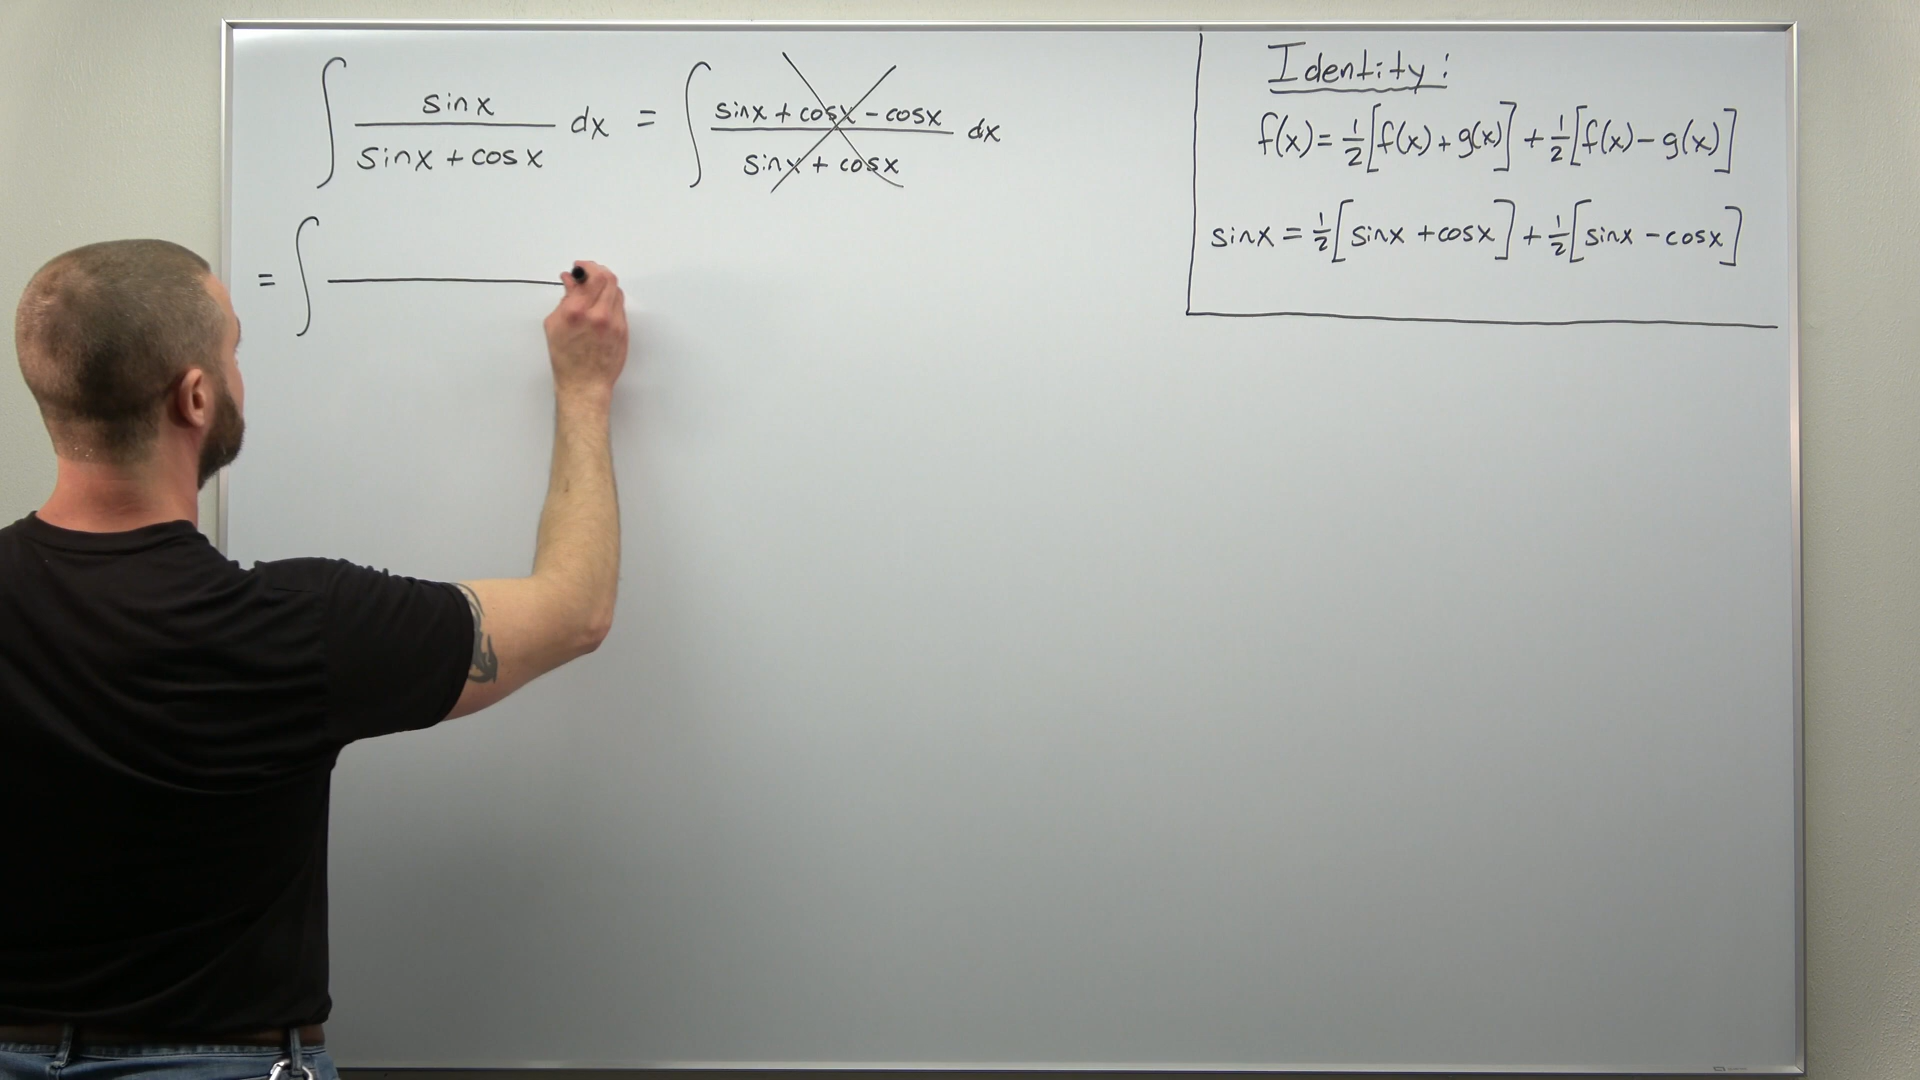 ∫ sinx / sinx + cosx dx = ∫ sinx + cosx - cosx / sinx + cosx dx
= ∫
Identity:
f(x) = 1/2 [f(x) + g(x)] + 1/2 [f(x) - g(x)]
sinx = 1/2 [sinx + cosx] + 1/2 [sinx - cosx]